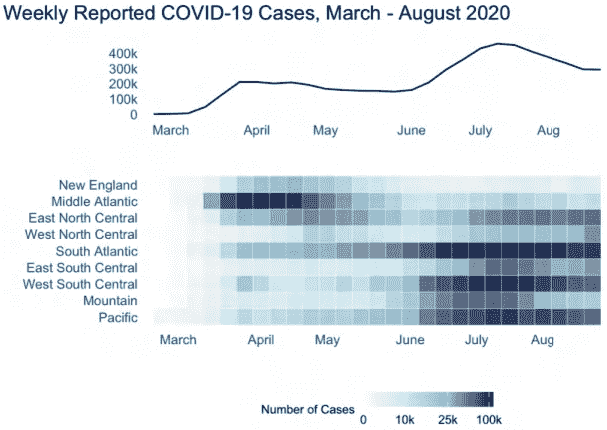 Weekly Reported COVID-19 Cases, March - August 2020
400k
300k
200k
100k
0
March April May June July Aug
New England
Middle Atlantic
East North Central
West North Central
South Atlantic
East South Central
West South Central
Mountain
Pacific
March April May June July Aug
Number of Cases
0 10k 25k 100k